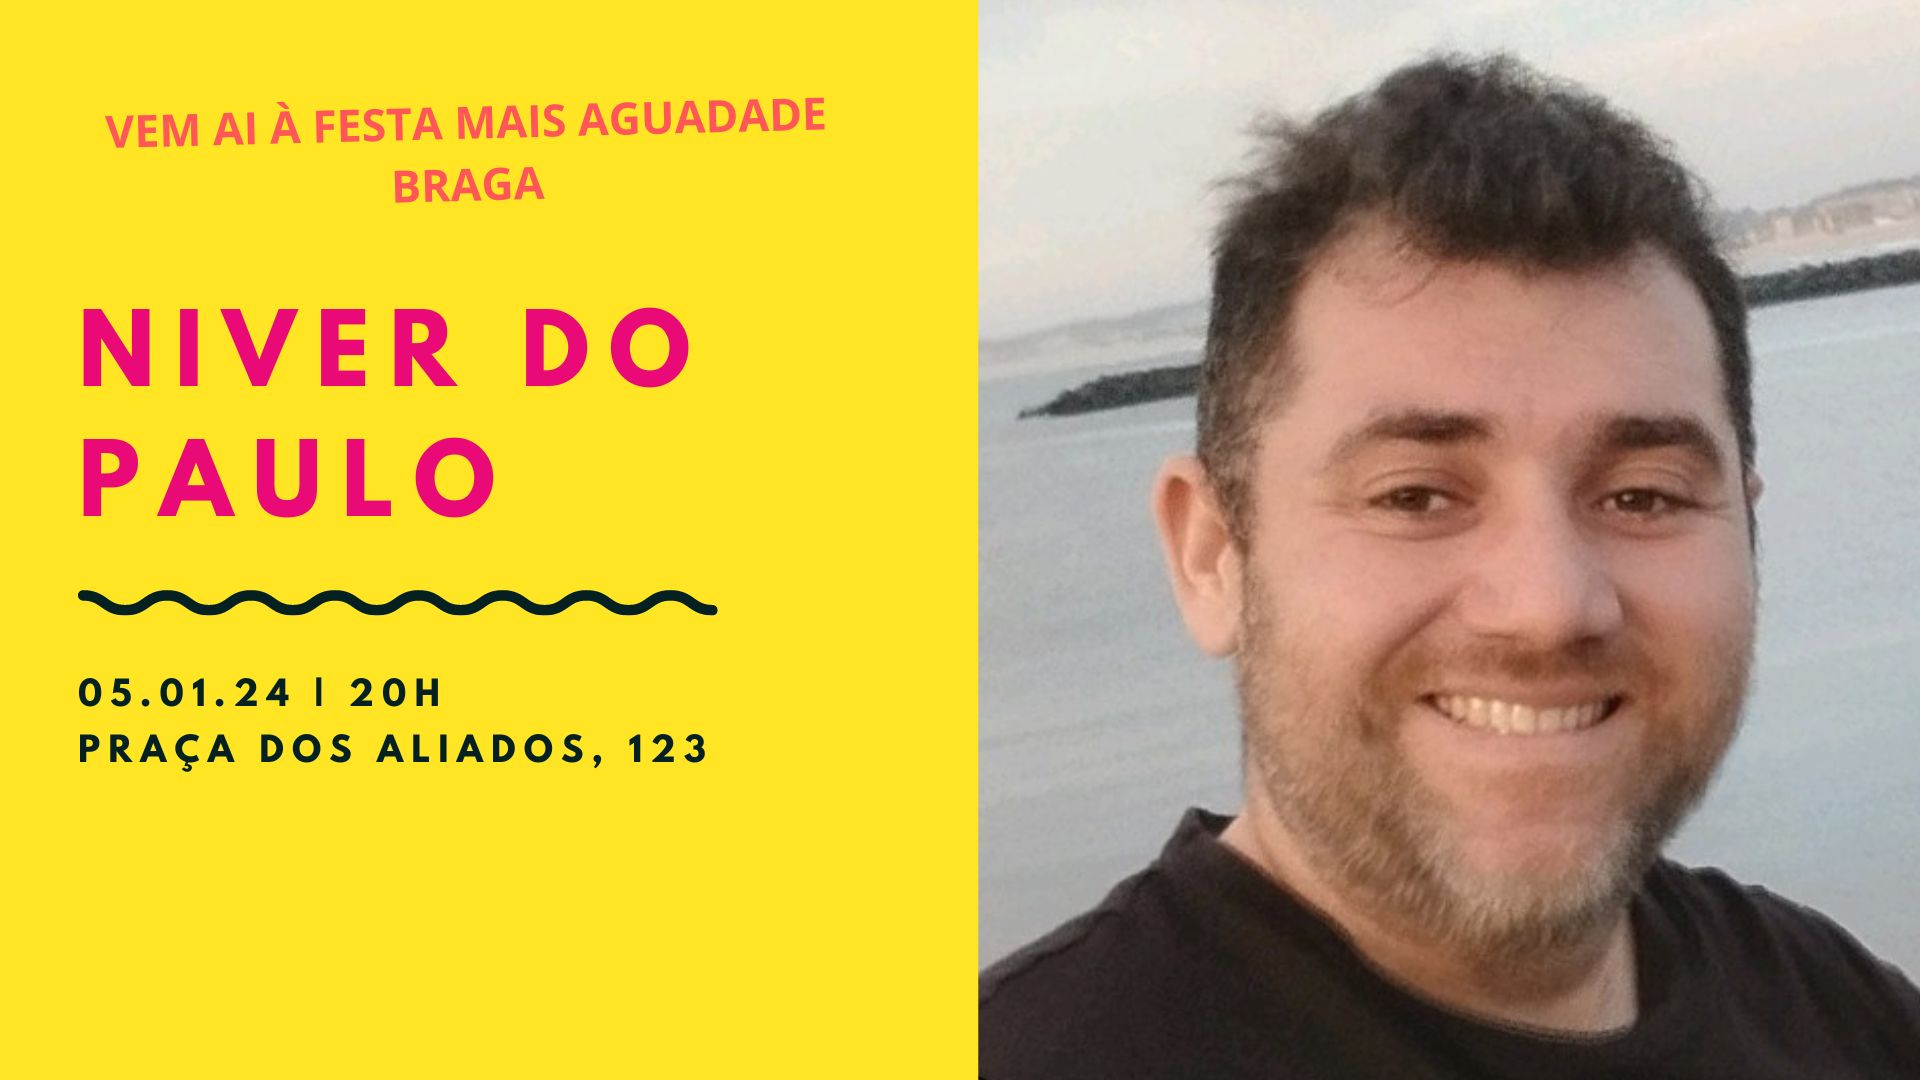 VEM AI À FESTA MAIS AGUADADE
BRAGA
NIVER DO
PAULO
05.01.24 | 20H
PRAÇA DOS ALIADOS, 123